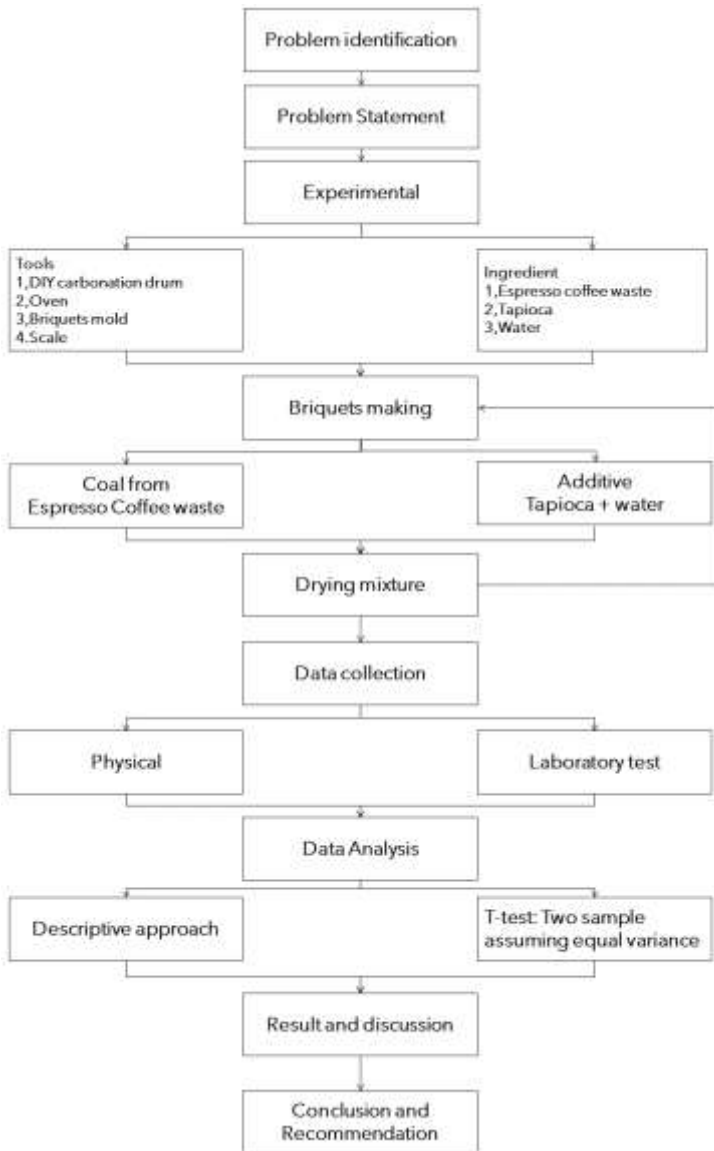 Problem identification
Problem Statement
Experimental
Tools
1,DIY carbonation drum
2,Oven
3,Briquets mold
4.Scale
Ingredient
1,Espresso coffee waste
2,Tapioca
3,Water
Briquets making
Coal from
Espresso Coffee waste
Additive
Tapioca + water
Drying mixture
Data collection
Physical
Laboratory test
Data Analysis
Descriptive approach
T-test: Two sample
assuming equal variance
Result and discussion
Conclusion and
Recommendation